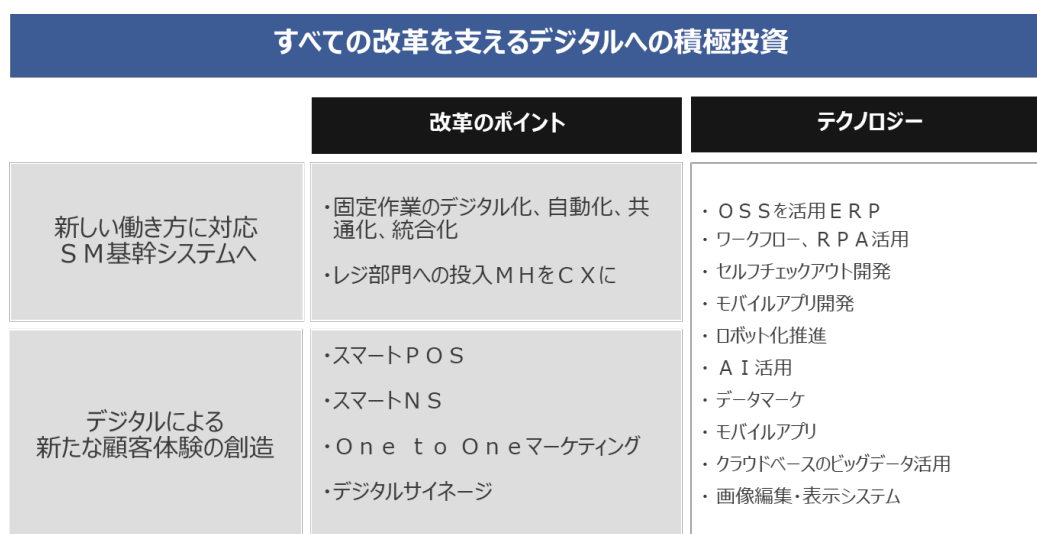 すべての改革を支えるデジタルへの積極投資
改革のポイント
テクノロジー
新しい働き方に対応
ＳＭ基幹システムへ
・固定作業のデジタル化、自動化、共
通化、統合化
・レジ部門への投入ＭＨをＣＸに
デジタルによる
新たな顧客体験の創造
・スマートＰＯＳ
・スマートＮＳ
・Ｏｎｅ ｔｏ Ｏｎｅマーケティング
・デジタルサイネージ
・ ＯＳＳを活用ＥＲＰ
・ ワークフロー、ＲＰＡ活用
・ セルフチェックアウト開発
・ モバイルアプリ開発
・ ロボット化推進
・ ＡＩ活用
・ データマーケ
・ モバイルアプリ
・ クラウドベースのビッグデータ活用
・ 画像編集・表示システム